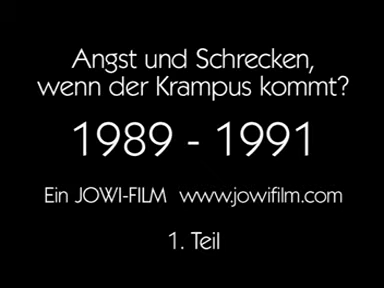 Angst und Schrecken,
wenn der Krampus kommt?
1989 - 1991
Ein JOWI-FILM www.jowifilm.com
1. Teil